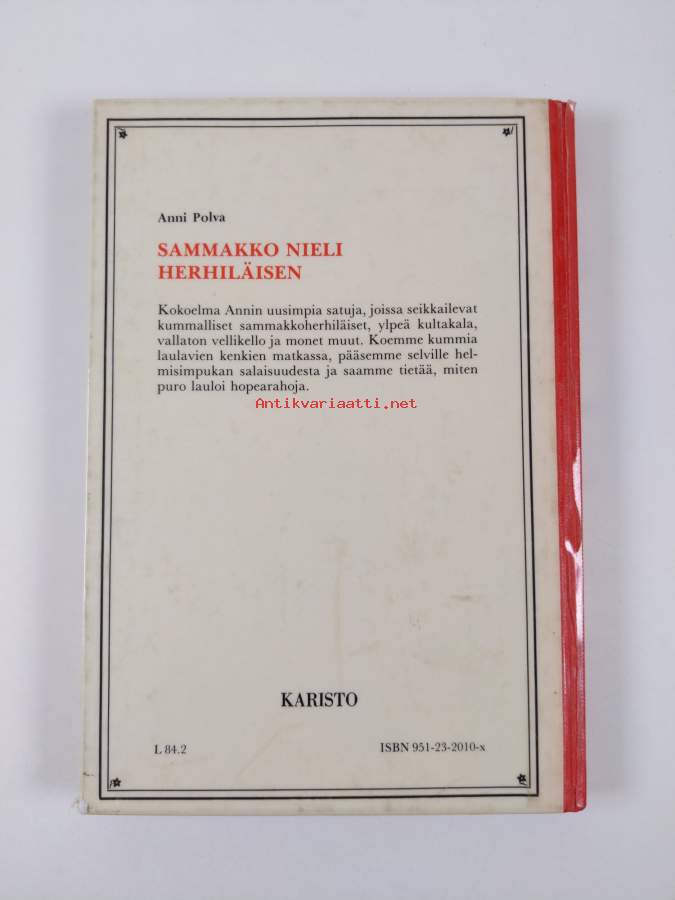 Anni Polva
SAMMAKKO NIELI
HERHILÄISEN
Kokoelma Annin uusimpia satuja, joissa seikkailevat
kummalliset sammakkoherhiläiset, ylpeä kultakala,
vallaton vellikello ja monet muut. Koemme kummia
laulavien kenkien matkassa, pääsemme selville hel-
misimpukan salaisuudesta ja saamme tietää, miten
puro lauloi hopearahoja.
Antikvariaatti.net
KARISTO
L 84.2
ISBN 951-23-2010-x